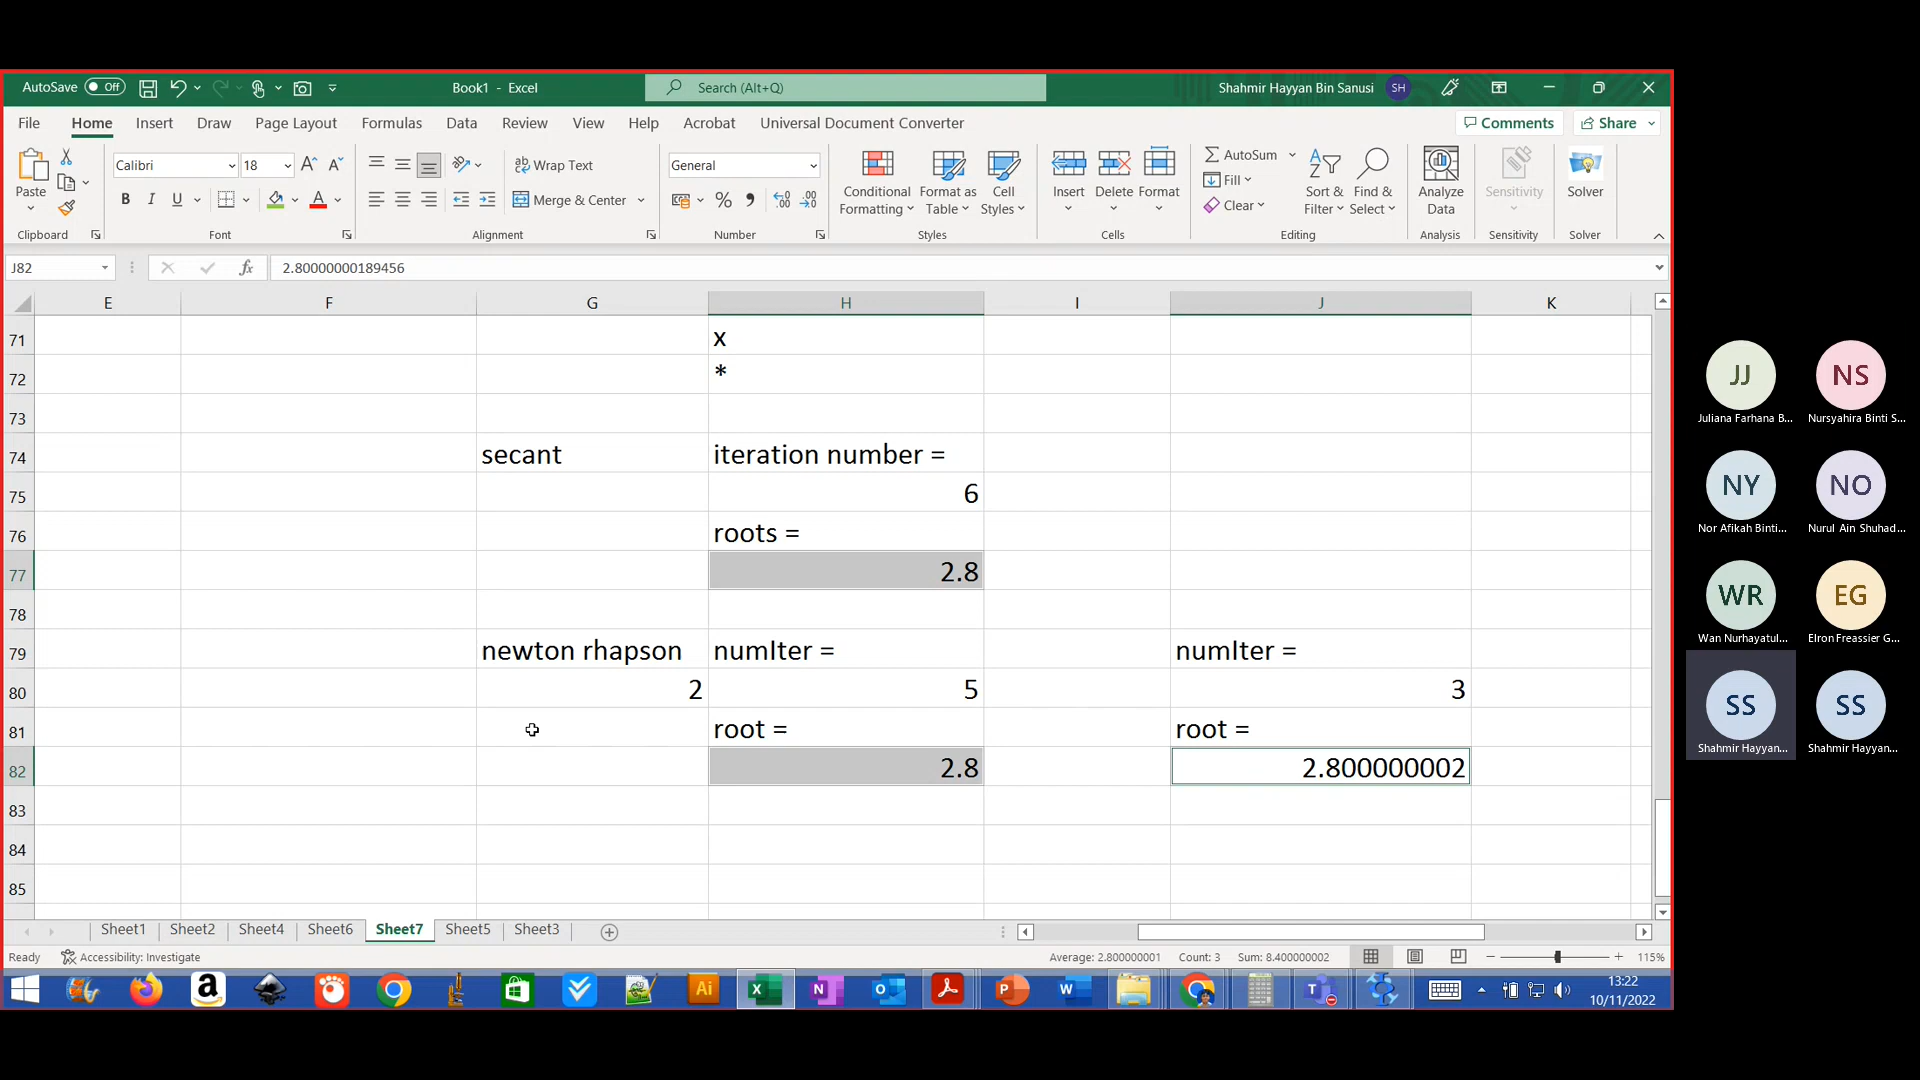 AutoSave Off
Book1 - Excel
Search (Alt+Q)
Shahmir Hayyan Bin Sanusi SH
File Home Insert Draw Page Layout Formulas Data Review View Help Acrobat Universal Document Converter
Comments Share
Paste
Calibri 18
Wrap Text
General
Merge & Center
Conditional Formatting
Format as Table
Cell Styles
Insert Delete Format
AutoSum
Fill
Clear
Sort & Filter
Find & Select
Analyze Data
Sensitivity
Solver
Clipboard Font Alignment Number Styles Cells Editing Analysis Sensitivity Solver
J82 fx 2.80000000189456
E F G H I J K
71 x
72 *
73
74 secant iteration number =
75 6
76 roots =
77 2.8
78
79 newton rhapson numIter = numIter =
80 2 5 3
81 root = root =
82 2.8 2.800000002
83
84
85
Sheet1 Sheet2 Sheet4 Sheet6 Sheet7 Sheet5 Sheet3
Ready Accessibility: Investigate
Average: 2.800000001 Count: 3 Sum: 8.400000002
115%
13:22
10/11/2022
JJ
Juliana Farhana B...
NS
Nursyahira Binti S...
NY
Nor Afikah Binti...
NO
Nurul Ain Shuhad...
WR
Wan Nurhayatul...
EG
Elron Freassier G...
SS
Shahmir Hayyan...
SS
Shahmir Hayyan...